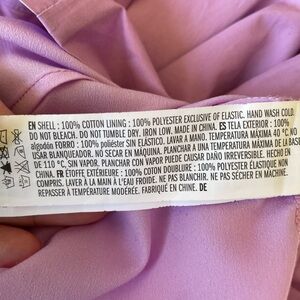 EN SHELL : 100% COTTON LINING : 100% POLYESTER EXCLUSIVE OF ELASTIC. HAND WASH COLD.
DO NOT BLEACH. DO NOT TUMBLE DRY. IRON LOW. MADE IN CHINA. ES TELA EXTERIOR : 100%
algodón FORRO : 100% poliéster SIN ELASTICO. LAVAR A MANO. TEMPERATURA MÁXIMA 40 °C. NO
USAR BLANQUEADOR. NO SECAR EN MÁQUINA. PLANCHAR A UNA TEMPERATURA MÁXIMA DE LA BASE
DE 110 °C, SIN VAPOR. PLANCHAR CON VAPOR PUEDE CAUSAR DAÑO IRREVERSIBLE. HECHO EN
CHINA. FR ÉTOFFE EXTÉRIEURE : 100% COTON DOUBLURE : 100% POLYESTER ÉLASTIQUE NON
COMPRIS. LAVER À LA MAIN À L'EAU FROIDE. NE PAS BLANCHIR. NE PAS SÉCHER EN MACHINE.
REPASSER À TEMPÉRATURE MODÉRÉE. FABRIQUÉ EN CHINE. DE